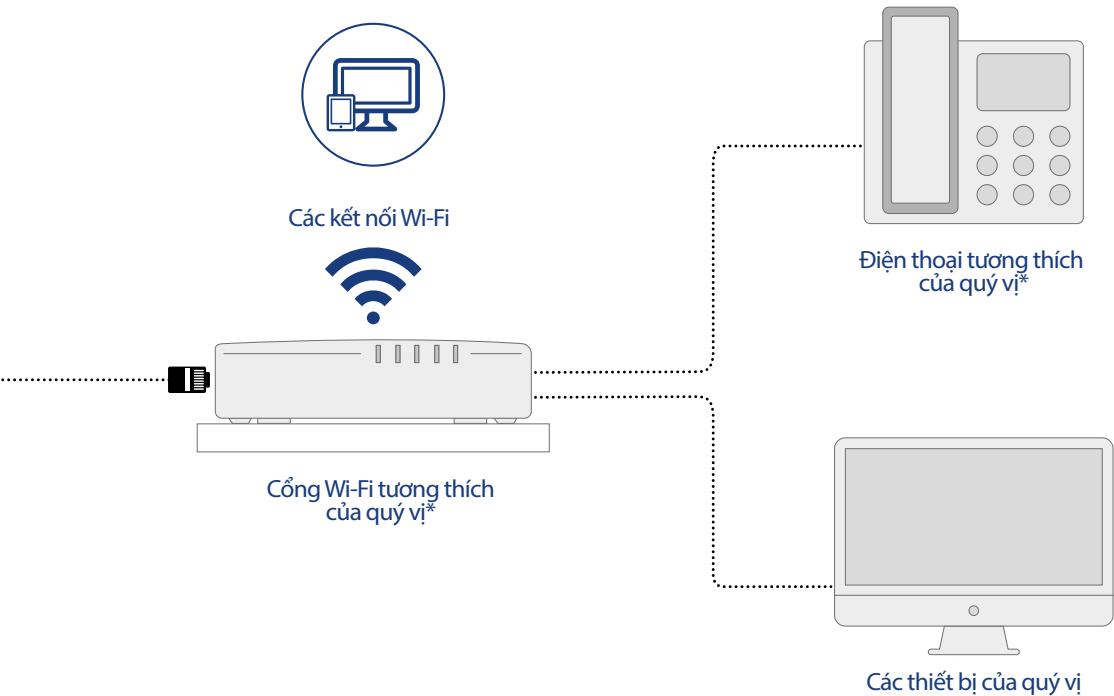 Các kết nối Wi-Fi
Điện thoại tương thích
của quý vị*
Cổng Wi-Fi tương thích
của quý vị*
Các thiết bị của quý vị